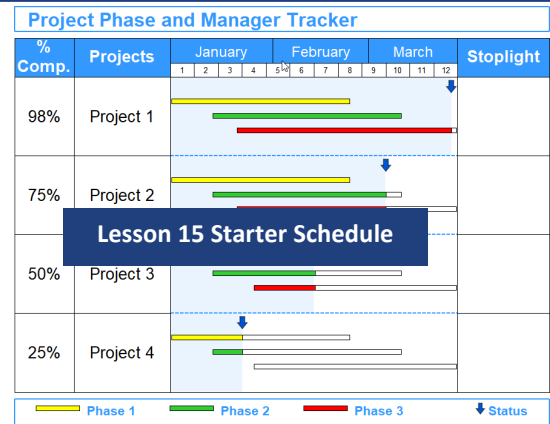 Project Phase and Manager Tracker
% Comp. Projects January February March Stoplight
1 2 3 4 5 6 7 8 9 10 11 12
98% Project 1
75% Project 2
Lesson 15 Starter Schedule
50% Project 3
25% Project 4
Phase 1 Phase 2 Phase 3 Status